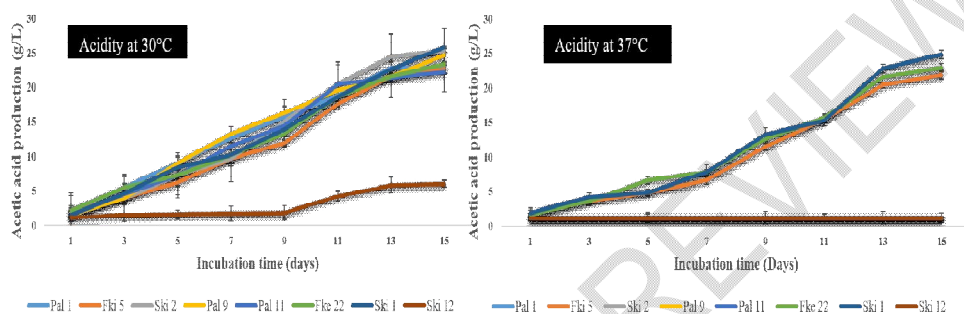 Acidity at 30°C
Acetic acid production (g/L)
30
25
20
15
10
5
0
1 3 5 7 9 11 13 15
Incubation time (days)
Pal 1 Fki 5 Ski 2 Pal 9 Pal 11 Fke 22 Ski 1 Ski 12
Acidity at 37°C
Acetic acid production (g/L)
30
25
20
15
10
5
0
1 3 5 7 9 11 13 15
Incubation time (Days)
Pal 1 Fki 5 Ski 2 Pal 9 Pal 11 Fke 22 Ski 1 Ski 12
REVIEW